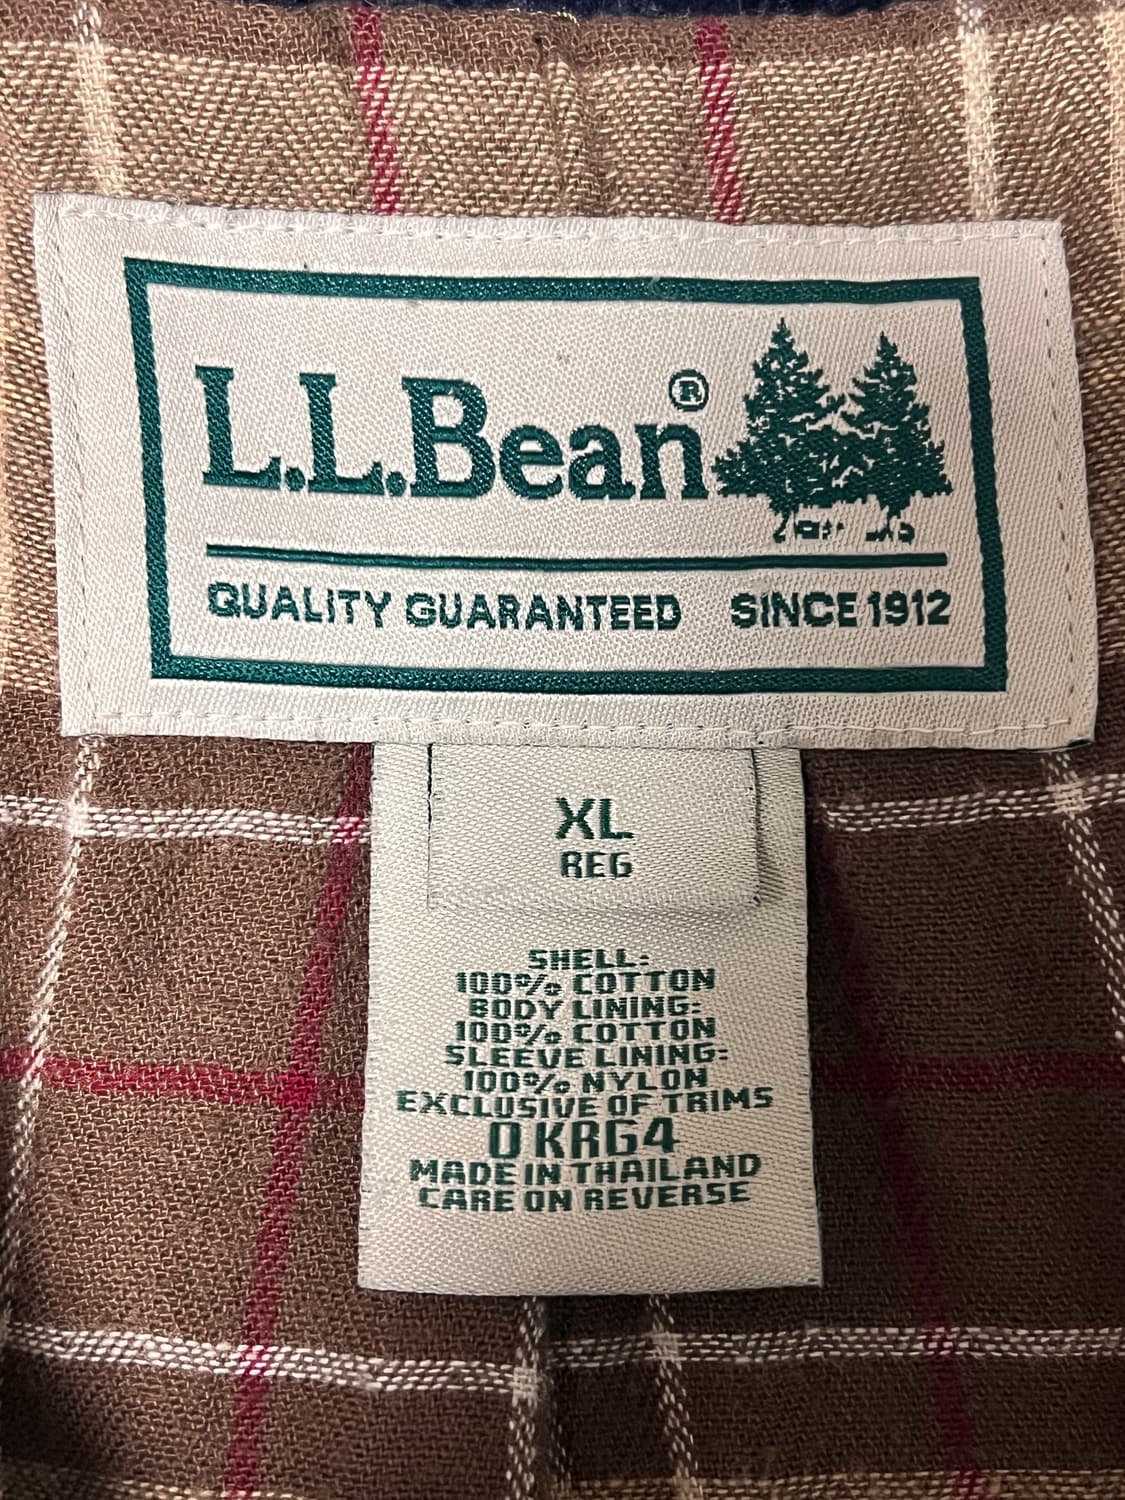 L.L.Bean®
QUALITY GUARANTEED SINCE 1912
XL
REG
SHELL:
100% COTTON
BODY LINING:
100% COTTON
SLEEVE LINING:
100% NYLON
EXCLUSIVE OF TRIMS
0KRG4
MADE IN THAILAND
CARE ON REVERSE